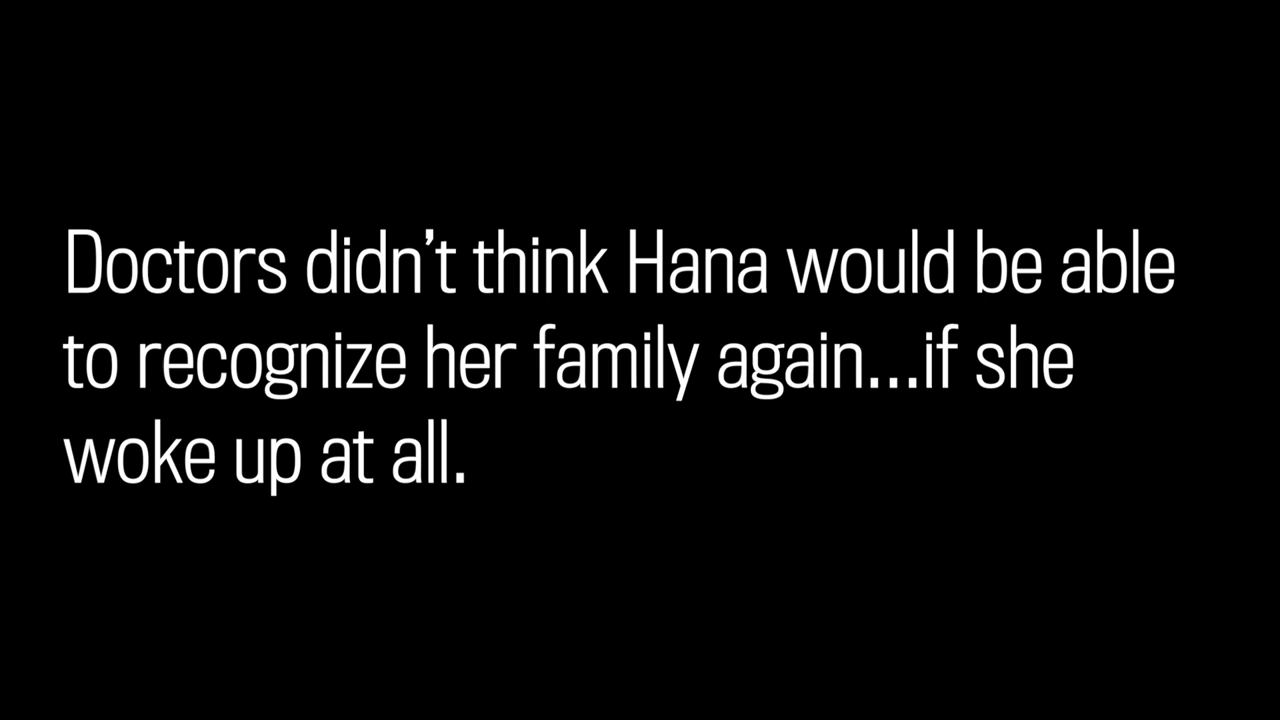 Doctors didn’t think Hana would be able
to recognize her family again...if she
woke up at all.